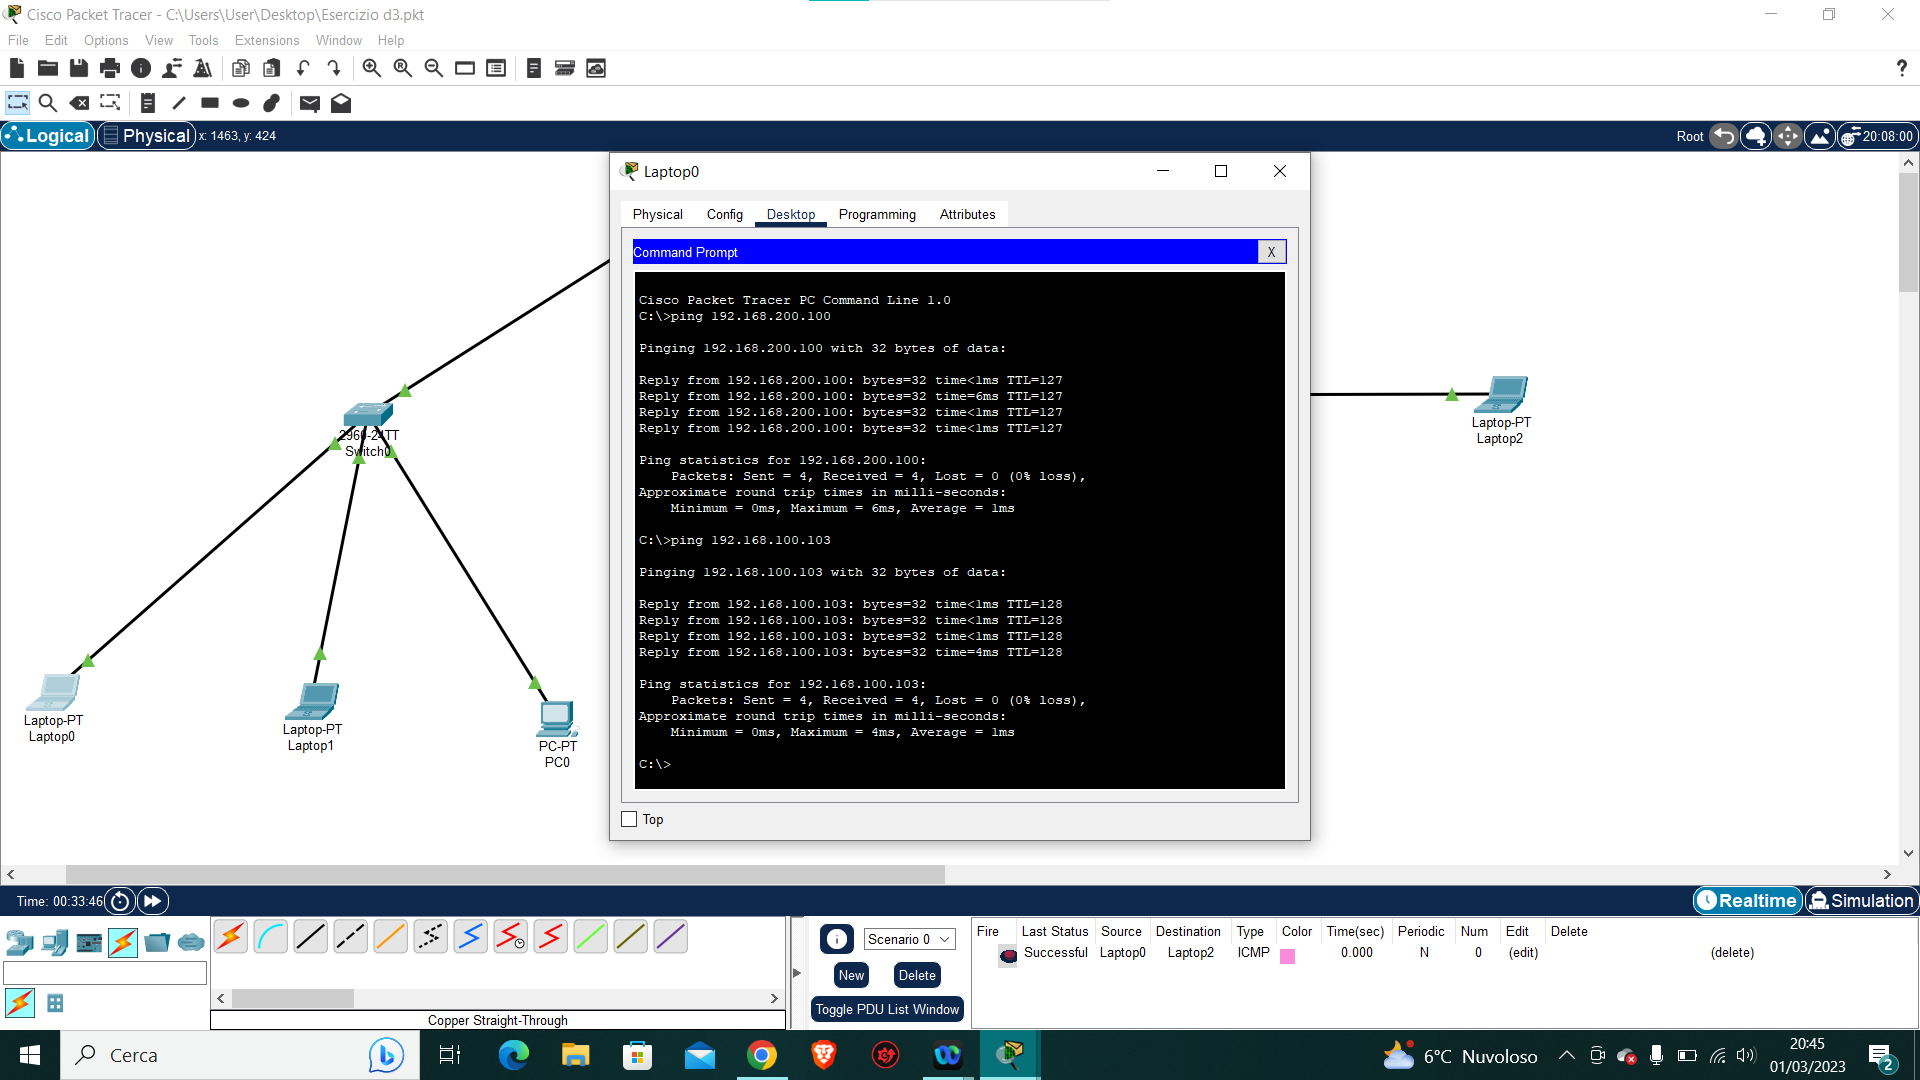 Cisco Packet Tracer - C:\Users\User\Desktop\Esercizio d3.pkt
File Edit Options View Tools Extensions Window Help
Logical Physical x: 1463, y: 424 Root 20:08:00
Laptop0
Physical Config Desktop Programming Attributes
Command Prompt X
Cisco Packet Tracer PC Command Line 1.0
C:\>ping 192.168.200.100
Pinging 192.168.200.100 with 32 bytes of data:
Reply from 192.168.200.100: bytes=32 time<1ms TTL=127
Reply from 192.168.200.100: bytes=32 time=6ms TTL=127
Reply from 192.168.200.100: bytes=32 time<1ms TTL=127
Reply from 192.168.200.100: bytes=32 time<1ms TTL=127
Ping statistics for 192.168.200.100:
Packets: Sent = 4, Received = 4, Lost = 0 (0% loss),
Approximate round trip times in milli-seconds:
Minimum = 0ms, Maximum = 6ms, Average = 1ms
C:\>ping 192.168.100.103
Pinging 192.168.100.103 with 32 bytes of data:
Reply from 192.168.100.103: bytes=32 time<1ms TTL=128
Reply from 192.168.100.103: bytes=32 time<1ms TTL=128
Reply from 192.168.100.103: bytes=32 time<1ms TTL=128
Reply from 192.168.100.103: bytes=32 time=4ms TTL=128
Ping statistics for 192.168.100.103:
Packets: Sent = 4, Received = 4, Lost = 0 (0% loss),
Approximate round trip times in milli-seconds:
Minimum = 0ms, Maximum = 4ms, Average = 1ms
C:\>
Top
2960-24TT
Switch0
Laptop-PT
Laptop0
Laptop-PT
Laptop1
PC-PT
PC0
Laptop-PT
Laptop2
Time: 00:33:46 Realtime Simulation
Copper Straight-Through
Scenario 0
New Delete
Toggle PDU List Window
Fire Last Status Source Destination Type Color Time(sec) Periodic Num Edit Delete
Successful Laptop0 Laptop2 ICMP 0.000 N 0 (edit) (delete)
Cerca
6°C Nuvoloso
20:45
01/03/2023
2